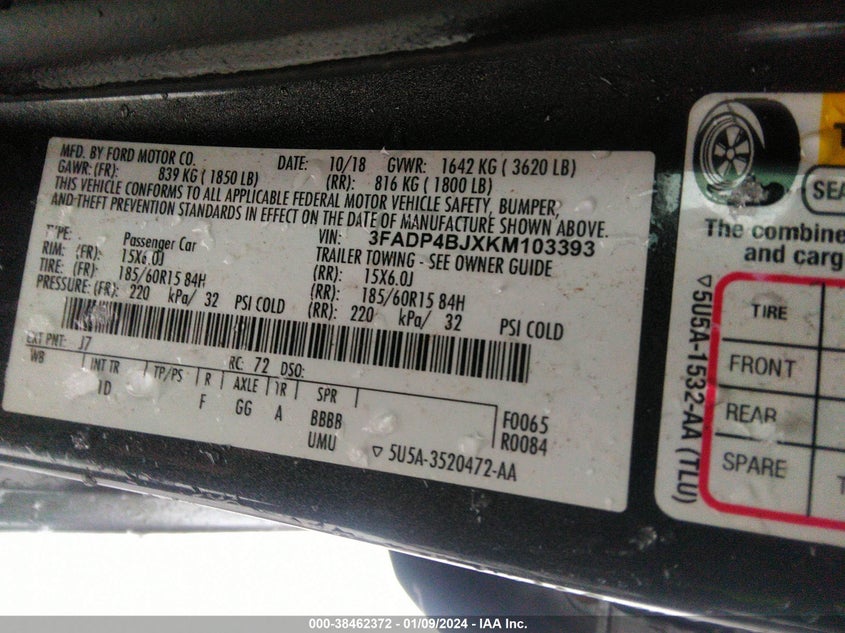 MFD. BY FORD MOTOR CO.
DATE: 10/18 GVWR: 1642 KG ( 3620 LB)
GAWR: (FR): 839 KG ( 1850 LB) (RR): 816 KG ( 1800 LB)
THIS VEHICLE CONFORMS TO ALL APPLICABLE FEDERAL MOTOR VEHICLE SAFETY, BUMPER,
AND THEFT PREVENTION STANDARDS IN EFFECT ON THE DATE OF MANUFACTURE SHOWN ABOVE.
TYPE: Passenger Car VIN: 3FADP4BJXKM103393
TRAILER TOWING - SEE OWNER GUIDE
RIM: (FR): 15X6.0J (RR): 15X6.0J
TIRE: (FR): 185/60R15 84H (RR): 185/60R15 84H
PRESSURE: (FR): 220 kPa/ 32 PSI COLD (RR): 220 kPa/ 32 PSI COLD
EXT PNT: J7 RC: 72 DSO:
WB INT TR TP/PS R AXLE TR SPR
1D F GG A BBBB F0065
UMU R0084
5U5A-3520472-AA
SEA
The combine
and carg
TIRE
FRONT
REAR
SPARE
5U5A-1532-AA (TLU)
000-38462372 - 01/09/2024 - IAA Inc.